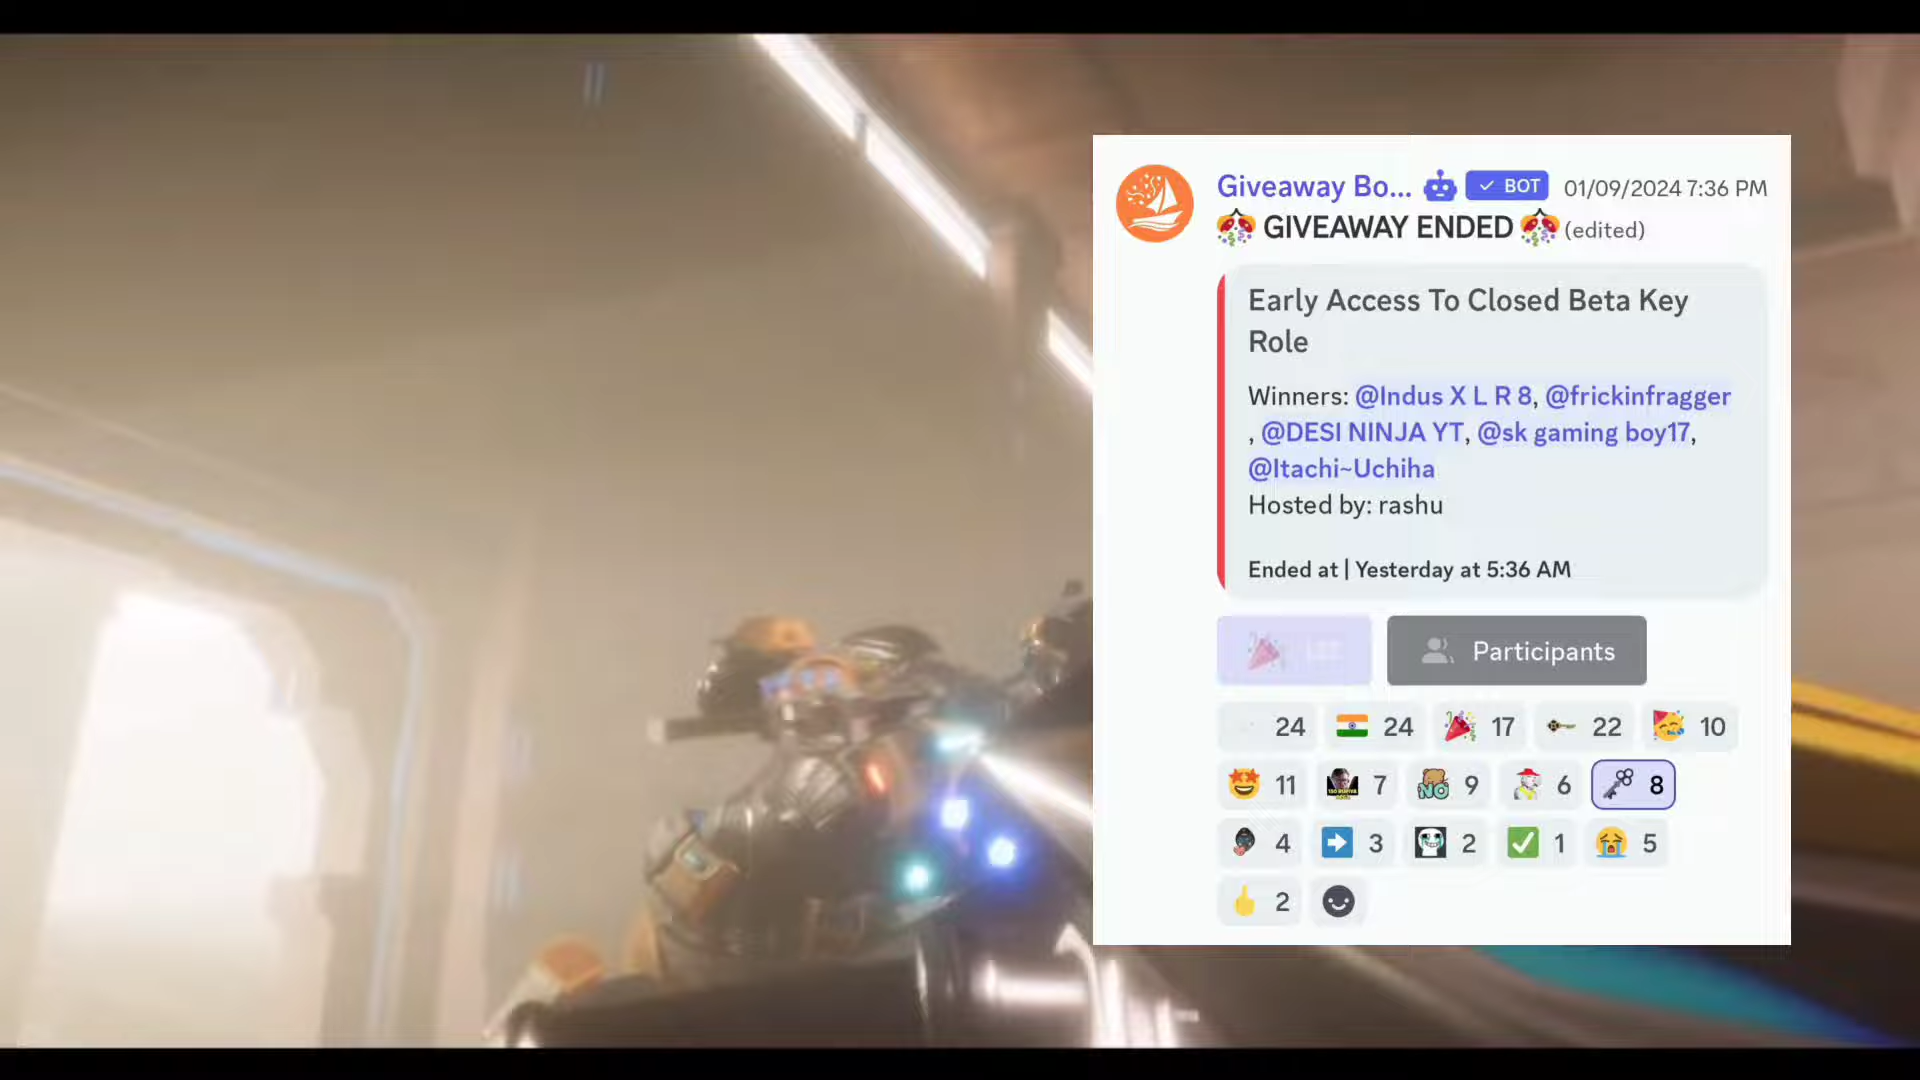 Giveaway Bo... BOT 01/09/2024 7:36 PM
GIVEAWAY ENDED (edited)
Early Access To Closed Beta Key
Role
Winners: @Indus X L R 8, @frickinfragger
, @DESI NINJA YT, @sk gaming boy17,
@Itachi~Uchiha
Hosted by: rashu
Ended at | Yesterday at 5:36 AM
Participants
24 24 17 22 10
11 7 NO 9 6 8
4 3 2 1 5
2